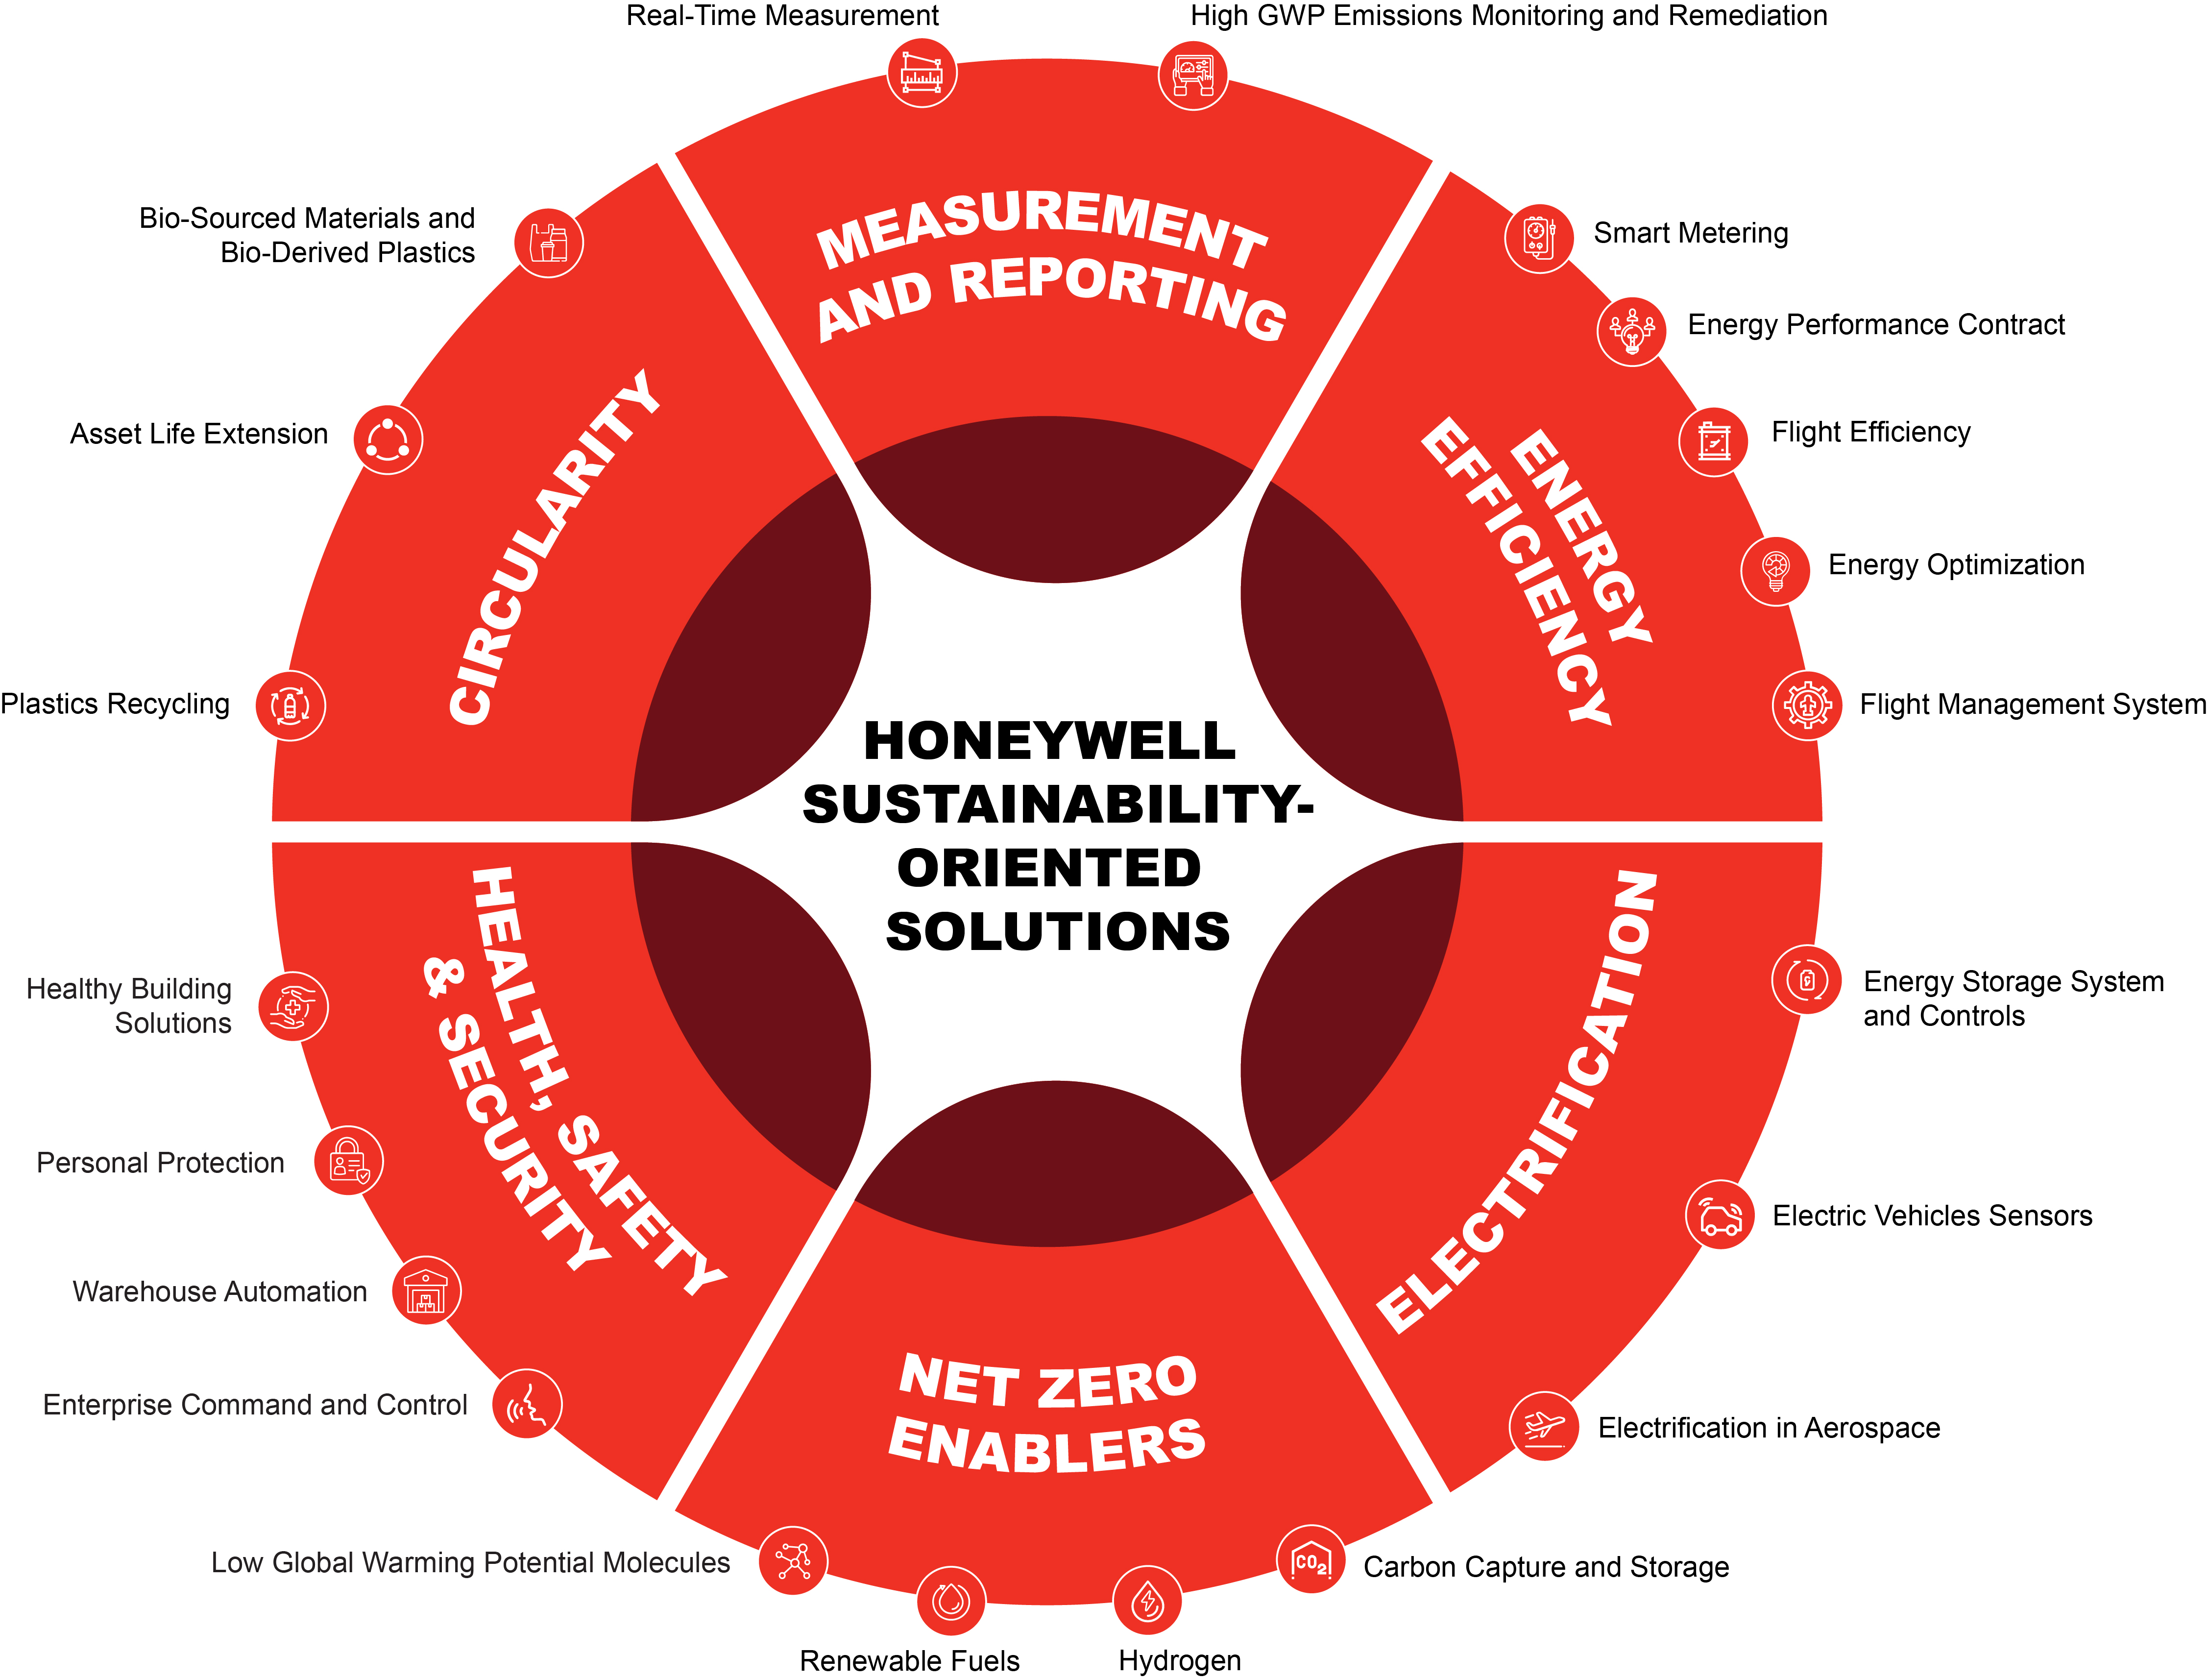 Real-Time Measurement
High GWP Emissions Monitoring and Remediation
MEASUREMENT
AND REPORTING
Smart Metering
Energy Performance Contract
Flight Efficiency
Energy Optimization
Flight Management System
ENERGY
EFFICIENCY
Energy Storage System
and Controls
Electric Vehicles Sensors
Electrification in Aerospace
ELECTRIFICATION
Carbon Capture and Storage
CO2
Hydrogen
Renewable Fuels
Low Global Warming Potential Molecules
NET ZERO
ENABLERS
Enterprise Command and Control
Warehouse Automation
Personal Protection
Healthy Building
Solutions
HEALTH, SAFETY
& SECURITY
Plastics Recycling
Asset Life Extension
Bio-Sourced Materials and
Bio-Derived Plastics
CIRCULARITY
HONEYWELL
SUSTAINABILITY-
ORIENTED
SOLUTIONS